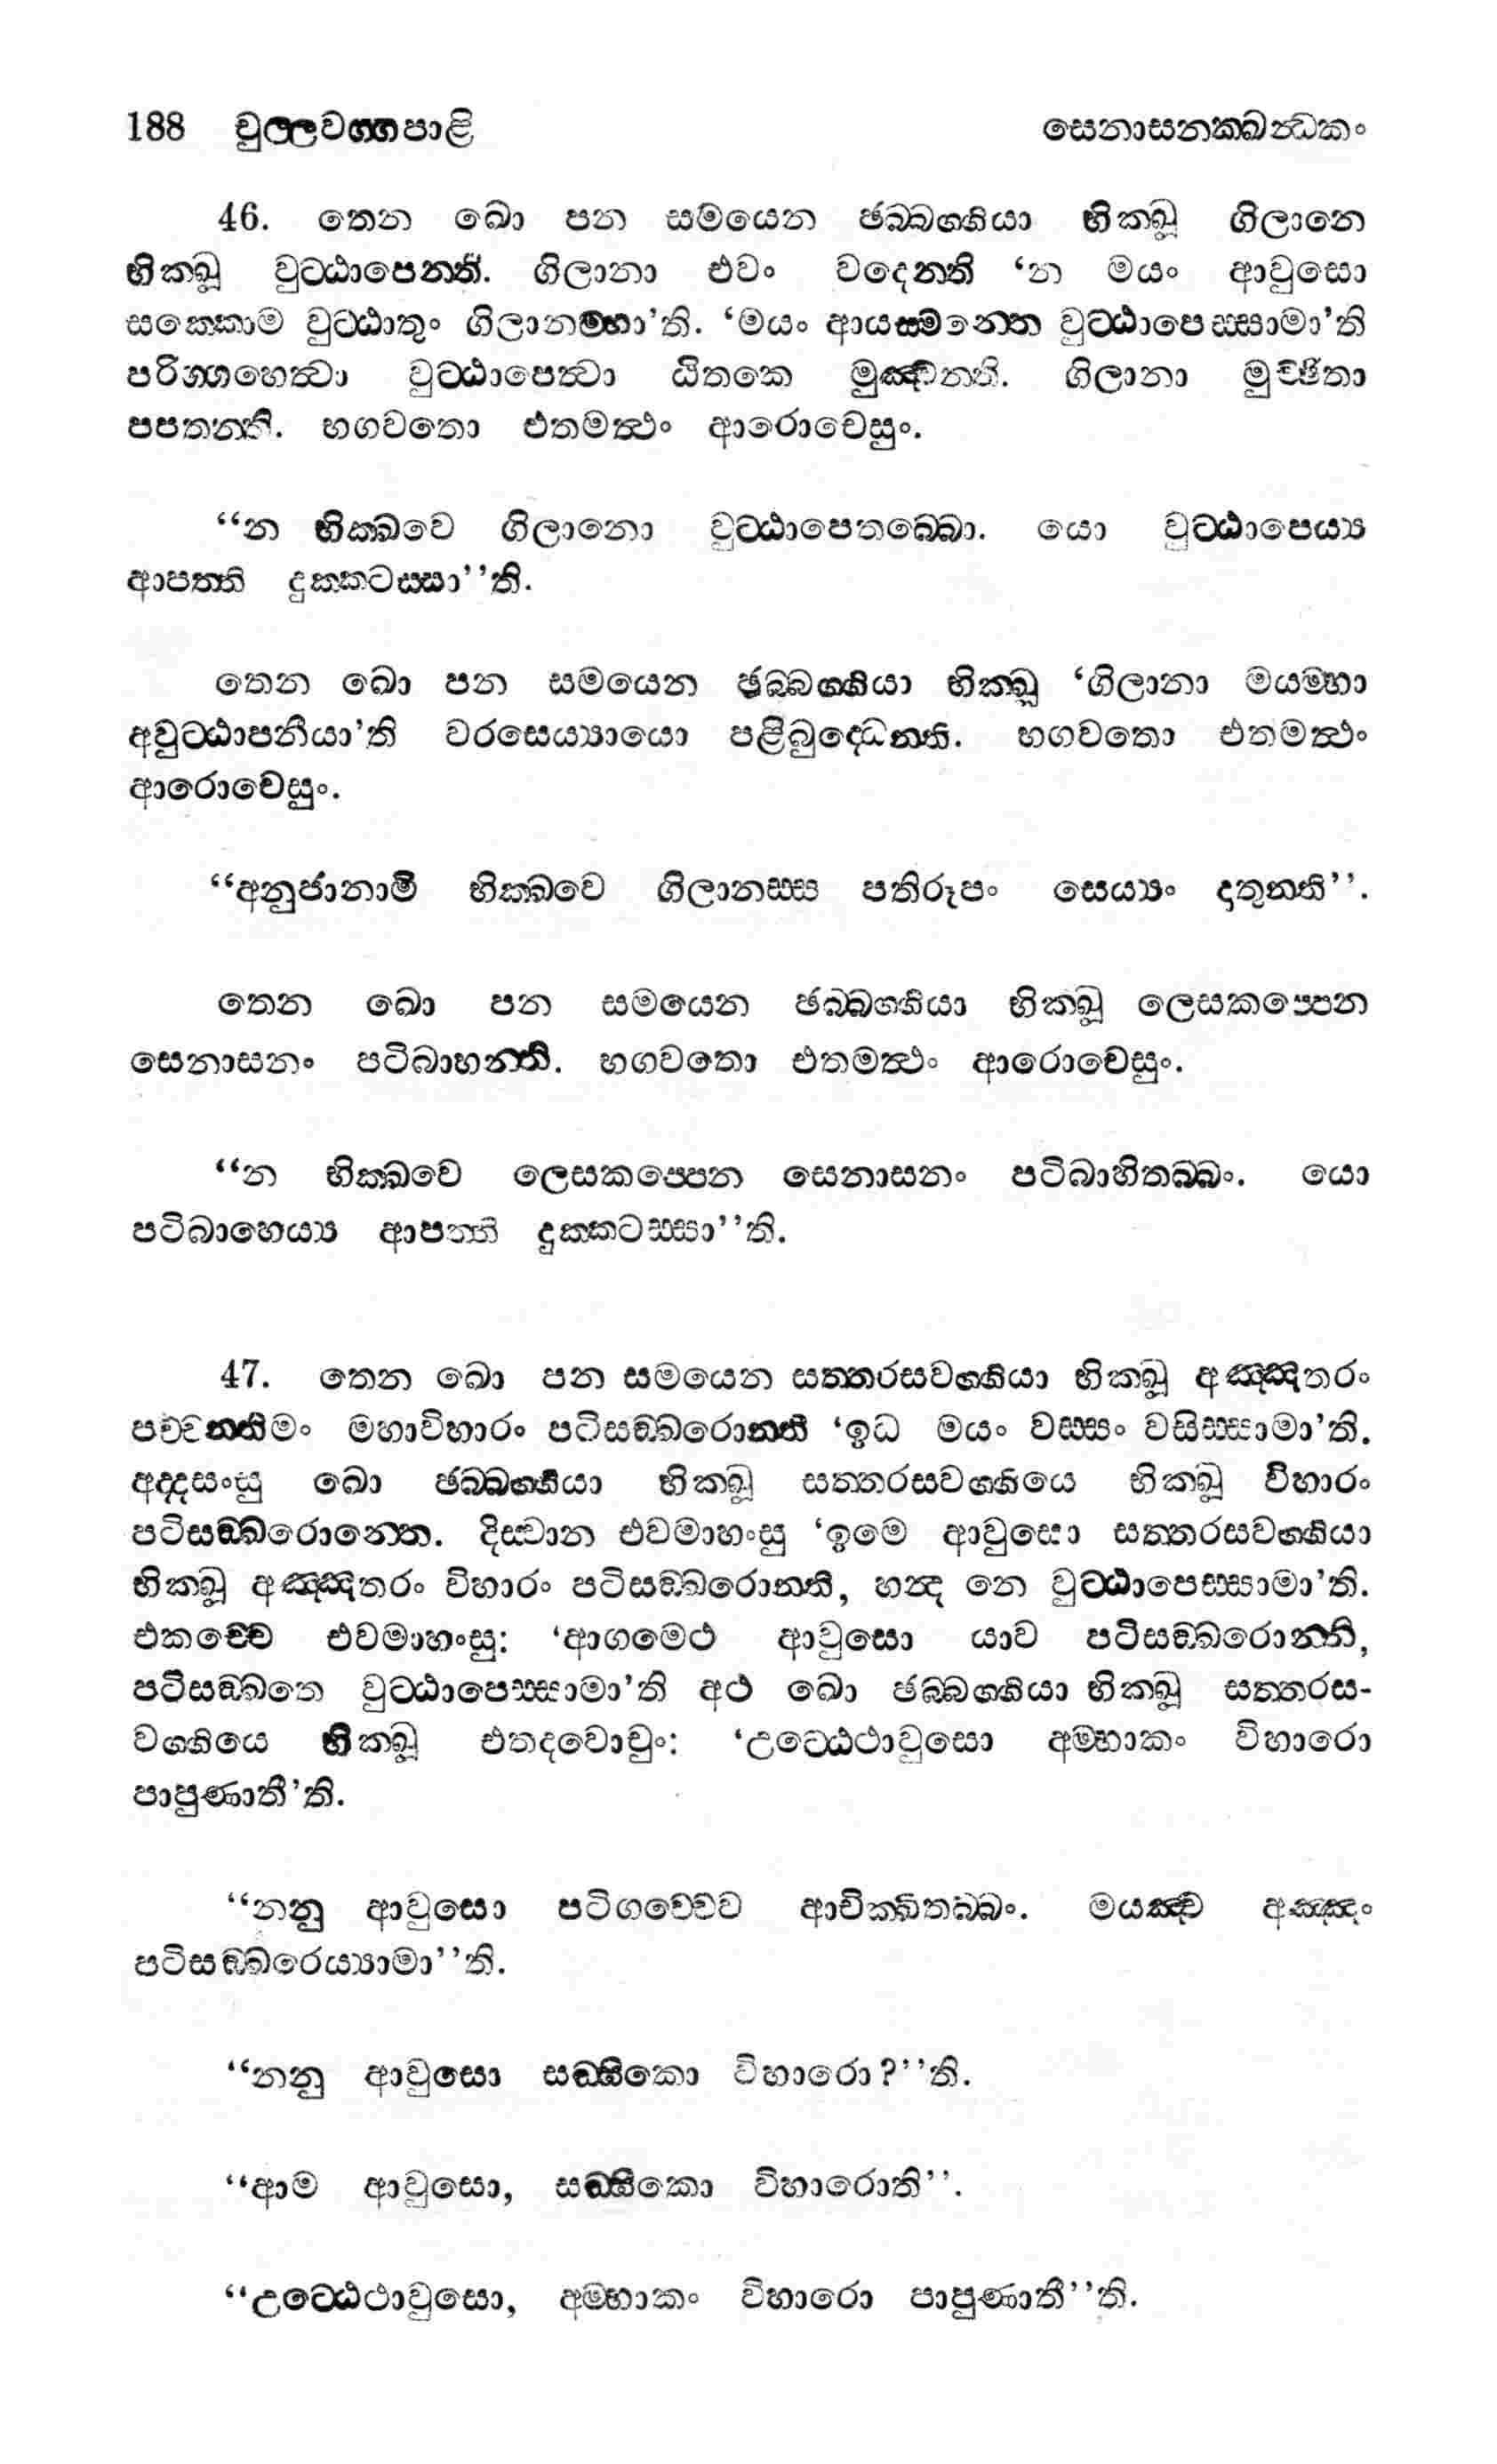 188 චුල්ලවග්ගපාළි සෙනාසනක්ඛන්ධකං
46. තෙන ඛො පන සමයෙන ඡබ්බග්ගියා භික්ඛූ ගිලානෙ
භික්ඛූ වුට්ඨාපෙන්ති. ගිලානා එවං වදෙන්ති ‘න මයං ආවුසො
සක්කොම වුට්ඨාතුං ගිලානම්හා’ති. ‘මයං ආයස්මන්තෙ වුට්ඨාපෙස්සාමා’ති
පරිග්ගහෙත්වා වුට්ඨාපෙත්වා ඨිතකෙ මුඤ්චන්ති. ගිලානා මුච්ඡිතා
පපතන්ති. භගවතො එතමත්ථං ආරොචෙසුං.
“න භික්ඛවෙ ගිලානො වුට්ඨාපෙතබ්බො. යො වුට්ඨාපෙය්‍ය
ආපත්ති දුක්කටස්සා”ති.
තෙන ඛො පන සමයෙන ඡබ්බග්ගියා භික්ඛූ ‘ගිලානා මයම්හා
අවුට්ඨාපනීයා’ති වරසෙය්‍යායො පළිබුද්ධෙන්ති. භගවතො එතමත්ථං
ආරොචෙසුං.
“අනුජානාමි භික්ඛවෙ ගිලානස්ස පතිරූපං සෙය්‍යං දාතුන්ති”.
තෙන ඛො පන සමයෙන ඡබ්බග්ගියා භික්ඛූ ලෙසකප්පෙන
සෙනාසනං පටිබාහන්ති. භගවතො එතමත්ථං ආරොචෙසුං.
“න භික්ඛවෙ ලෙසකප්පෙන සෙනාසනං පටිබාහිතබ්බං. යො
පටිබාහෙය්‍ය ආපත්ති දුක්කටස්සා”ති.
47. තෙන ඛො පන සමයෙන සත්තරසවග්ගියා භික්ඛූ අඤ්ඤතරං
පච්චන්තිමං මහාවිහාරං පටිසඞ්ඛරොන්ති ‘ඉධ මයං වස්සං වසිස්සාමා’ති.
අද්දසංසු ඛො ඡබ්බග්ගියා භික්ඛූ සත්තරසවග්ගියෙ භික්ඛූ විහාරං
පටිසඞ්ඛරොන්තෙ. දිස්වාන එවමාහංසු ‘ඉමෙ ආවුසො සත්තරසවග්ගියා
භික්ඛූ අඤ්ඤතරං විහාරං පටිසඞ්ඛරොන්ති, හන්ද නෙ වුට්ඨාපෙස්සාමා’ති.
එකච්චෙ එවමාහංසු: ‘ආගමෙථ ආවුසො යාව පටිසඞ්ඛරොන්ති,
පටිසඞ්ඛතෙ වුට්ඨාපෙස්සාමා’ති අථ ඛො ඡබ්බග්ගියා භික්ඛූ සත්තරස-
වග්ගියෙ භික්ඛූ එතදවොචුං: ‘උට්ඨෙථාවුසො අම්හාකං විහාරො
පාපුණාතී’ති.
“නනු ආවුසො පටිගච්චෙව ආචික්ඛිතබ්බං. මයඤ්ච අඤ්ඤං
පටිසඞ්ඛරෙය්‍යාමා”ති.
“නනු ආවුසො සඞ්ඝිකො විහාරො?”ති.
“ආම ආවුසො, සඞ්ඝිකො විහාරොති”.
“උට්ඨෙථාවුසො, අම්හාකං විහාරො පාපුණාතී”ති.